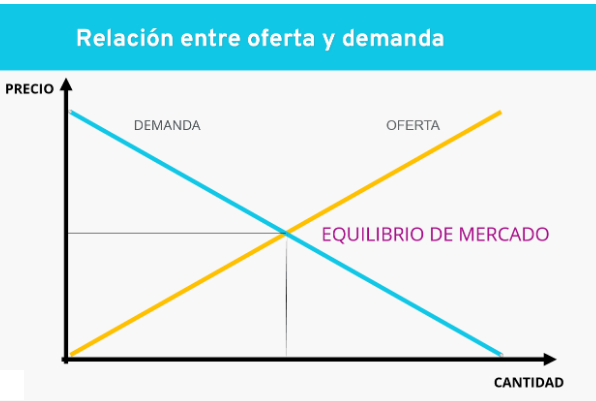 Relación entre oferta y demanda
PRECIO
DEMANDA
OFERTA
EQUILIBRIO DE MERCADO
CANTIDAD